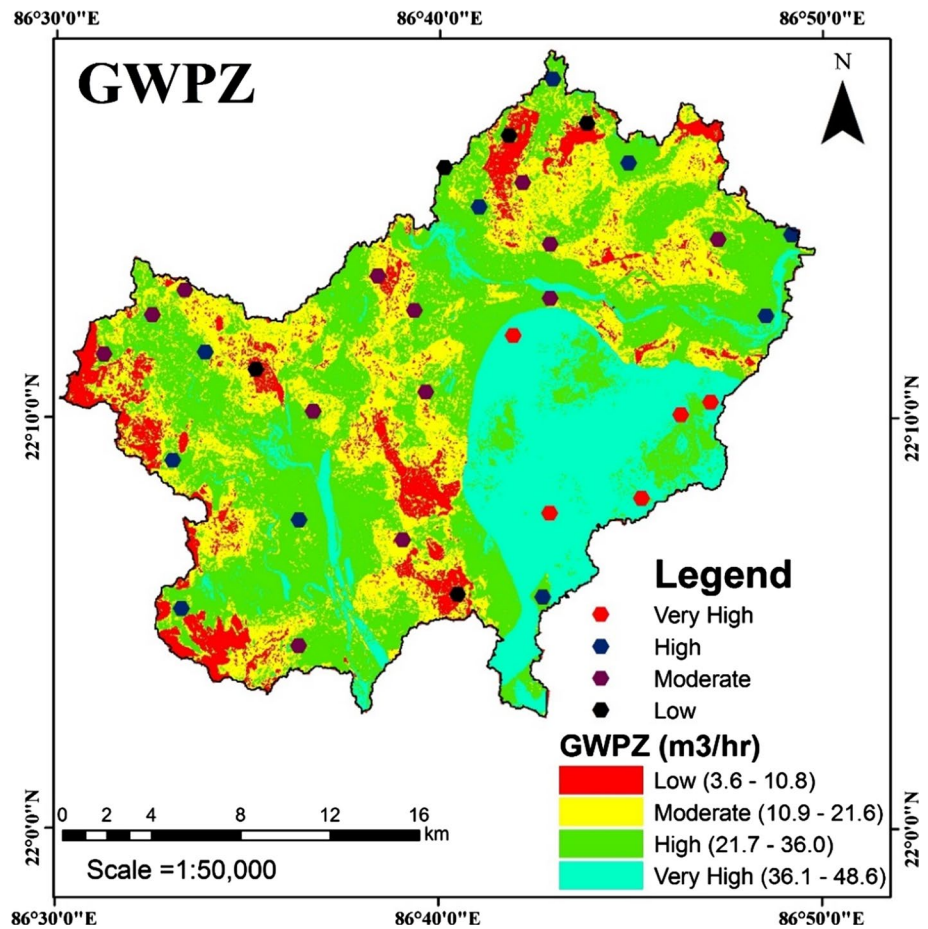 86°30'0"E 86°40'0"E 86°50'0"E
GWPZ
N
22°10'0"N 22°10'0"N
Legend
Very High
High
Moderate
Low
GWPZ (m3/hr)
Low (3.6 - 10.8)
Moderate (10.9 - 21.6)
High (21.7 - 36.0)
Very High (36.1 - 48.6)
0 2 4 8 12 16
km
Scale =1:50,000
22°0'0"N 22°0'0"N
86°30'0"E 86°40'0"E 86°50'0"E